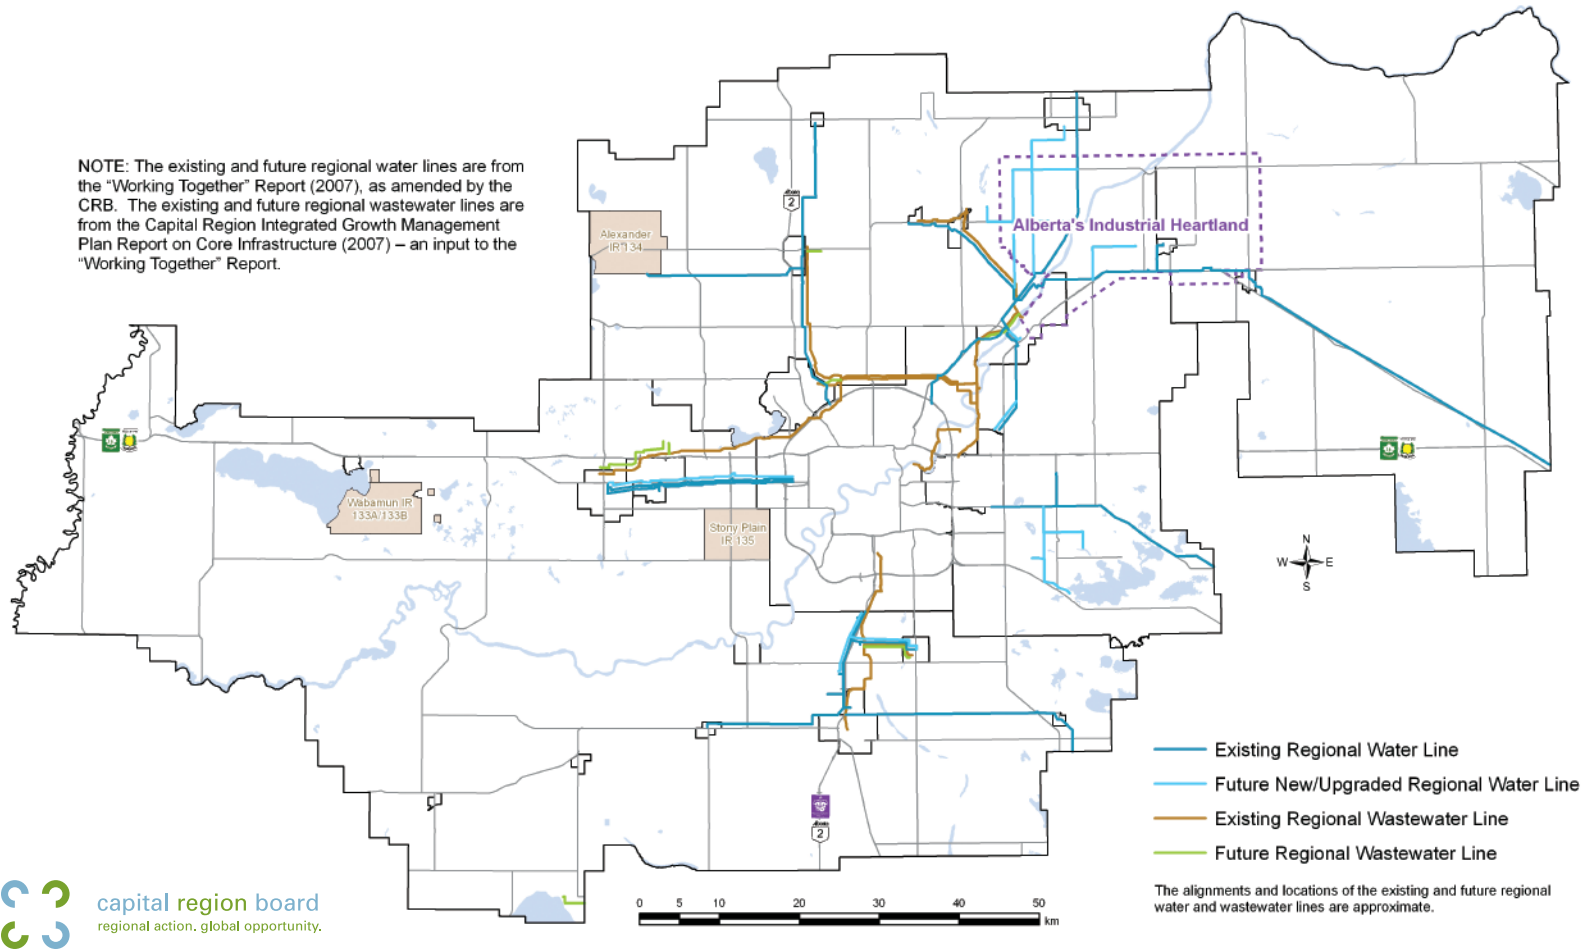 NOTE: The existing and future regional water lines are from
the “Working Together” Report (2007), as amended by the
CRB. The existing and future regional wastewater lines are
from the Capital Region Integrated Growth Management
Plan Report on Core Infrastructure (2007) – an input to the
“Working Together” Report.
2
Alexander
IR 134
Alberta's Industrial Heartland
Wabamun IR
133A/133B
Stony Plain
IR 135
N
W E
S
Existing Regional Water Line
Future New/Upgraded Regional Water Line
Existing Regional Wastewater Line
Future Regional Wastewater Line
2
The alignments and locations of the existing and future regional
water and wastewater lines are approximate.
0 5 10 20 30 40 50
km
capital region board
regional action. global opportunity.